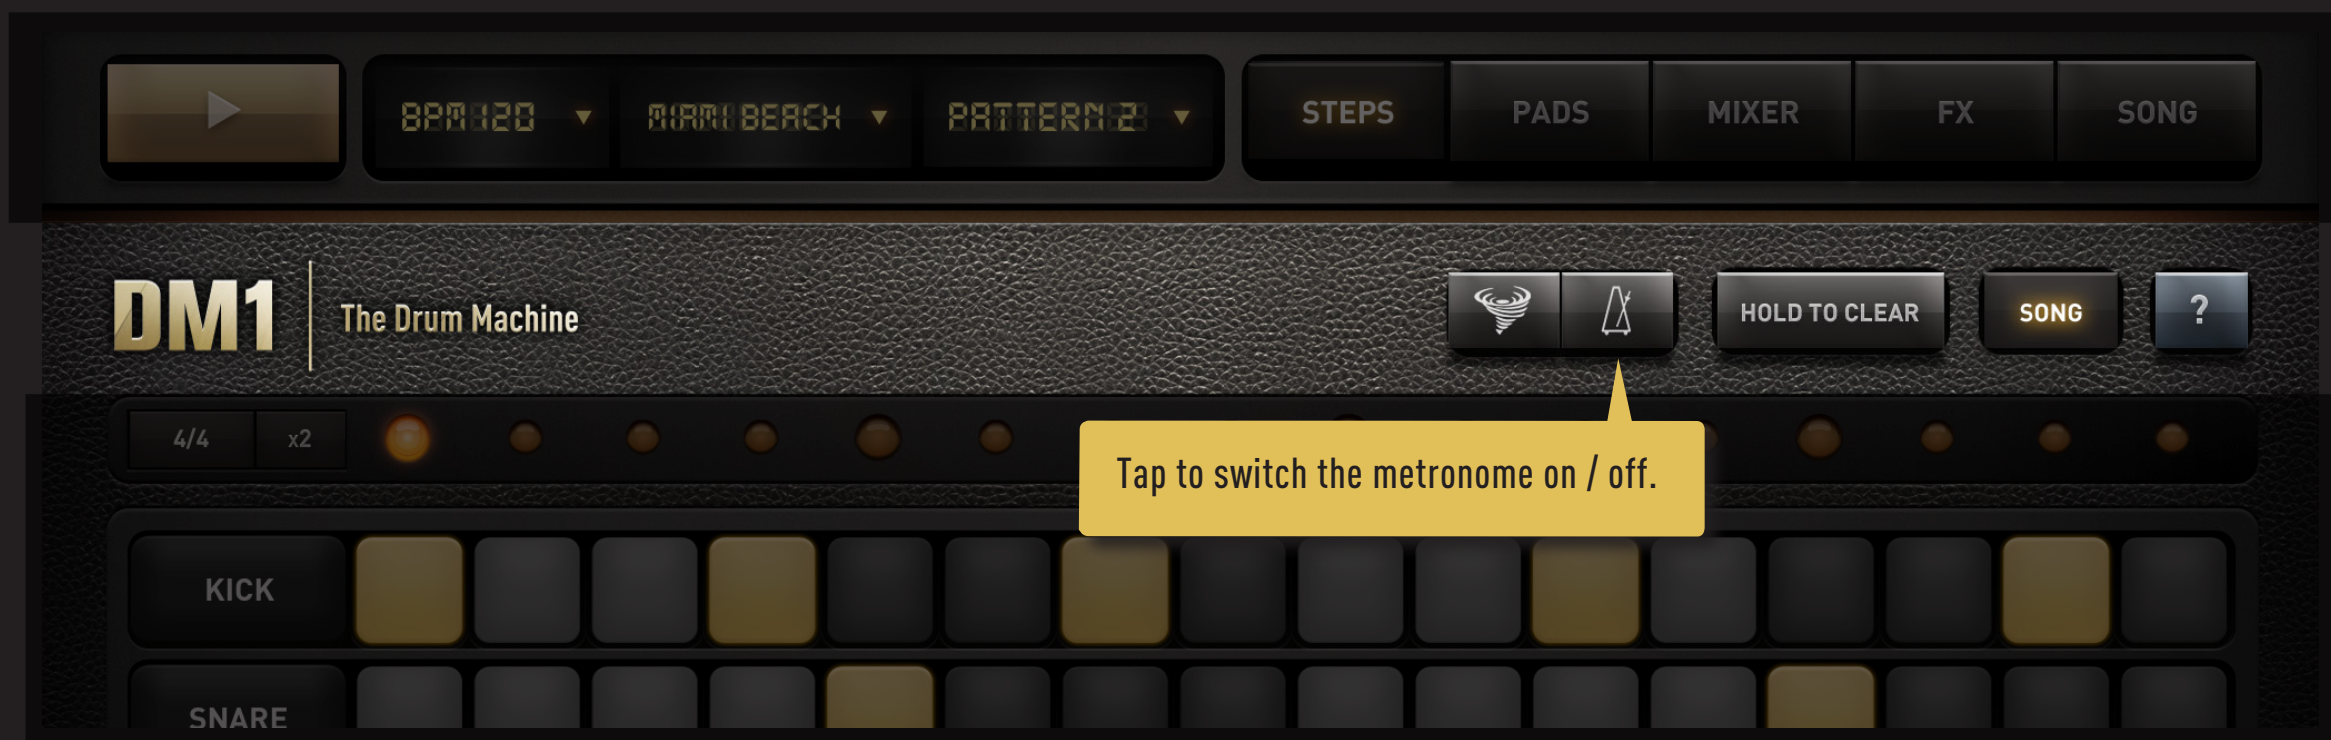 BPM 120
MIAMI BEACH
PATTERN 2
STEPS
PADS
MIXER
FX
SONG
DM1
The Drum Machine
HOLD TO CLEAR
SONG
?
4/4
x2
Tap to switch the metronome on / off.
KICK
SNARE